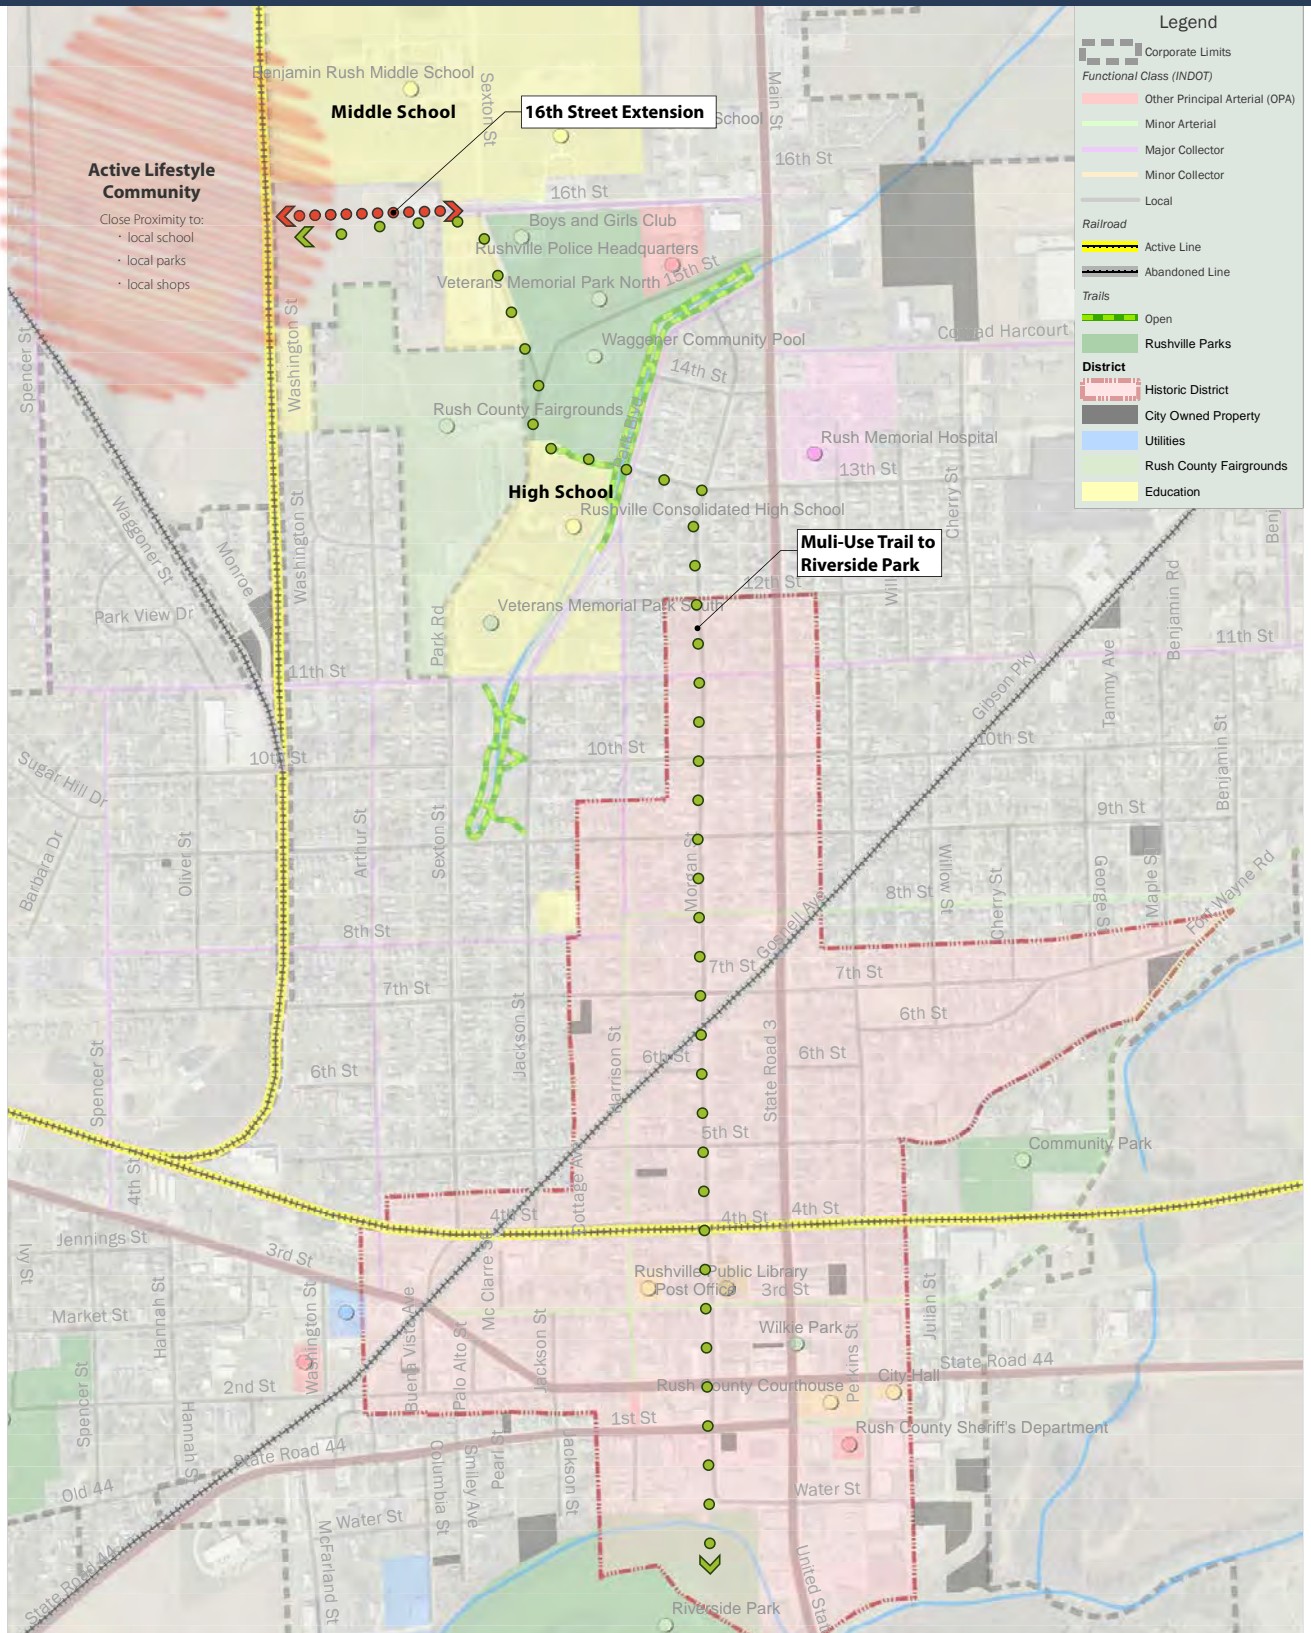 Legend
Corporate Limits
Functional Class (INDOT)
Other Principal Arterial (OPA)
Minor Arterial
Major Collector
Minor Collector
Local
Railroad
Active Line
Abandoned Line
Trails
Open
Rushville Parks
District
Historic District
City Owned Property
Utilities
Rush County Fairgrounds
Education
Benjamin Rush Middle School
Middle School
Sexton St
16th Street Extension
School
Main St
16th St
Active Lifestyle
Community
Close Proximity to:
· local school
· local parks
· local shops
16th St
Boys and Girls Club
Rushville Police Headquarters
15th St
Veterans Memorial Park North
Waggener Community Pool
14th St
Spencer St
Washington St
Park Blvd
Rush County Fairgrounds
Rush Memorial Hospital
13th St
Cherry St
High School
Rushville Consolidated High School
Muli-Use Trail to
Riverside Park
12th St
Waggoner St
Monroe
Washington St
Park View Dr
Park Rd
Veterans Memorial Park South
Benjamin Rd
11th St
11th St
Tammy Ave
Gibson Pky
10th St
10th St
10th St
Sugar Hill Dr
Barbara Dr
Oliver St
Arthur St
Sexton St
Morgan St
Benjamin St
9th St
8th St
Willow St
Cherry St
George S
Maple S
Fort Wayne Rd
8th St
Gosnell Ave
7th St
7th St
7th St
6th St
Jackson St
6th St
6th St
6th St
State Road 3
Spencer St
5th St
Community Park
4th St
Cottage Ave
4th St
4th St
4th St
Jennings St
3rd St
Ivy St
Hannah St
Market St
Washington St
Mc Clarre St
Rushville Public Library
Post Office
3rd St
Buena Vista Ave
Palo Alto St
Jackson St
Wilkie Park
Perkins St
Julian St
State Road 44
Spencer St
2nd St
Rush County Courthouse
City Hall
1st St
Rush County Sheriff's Department
Hannah S
State Road 44
Columbia St
Smiley Ave
Pearl St
Jackson St
Old 44
Water St
Water St
McFarland St
State Road 44
United Stat
Riverside Park